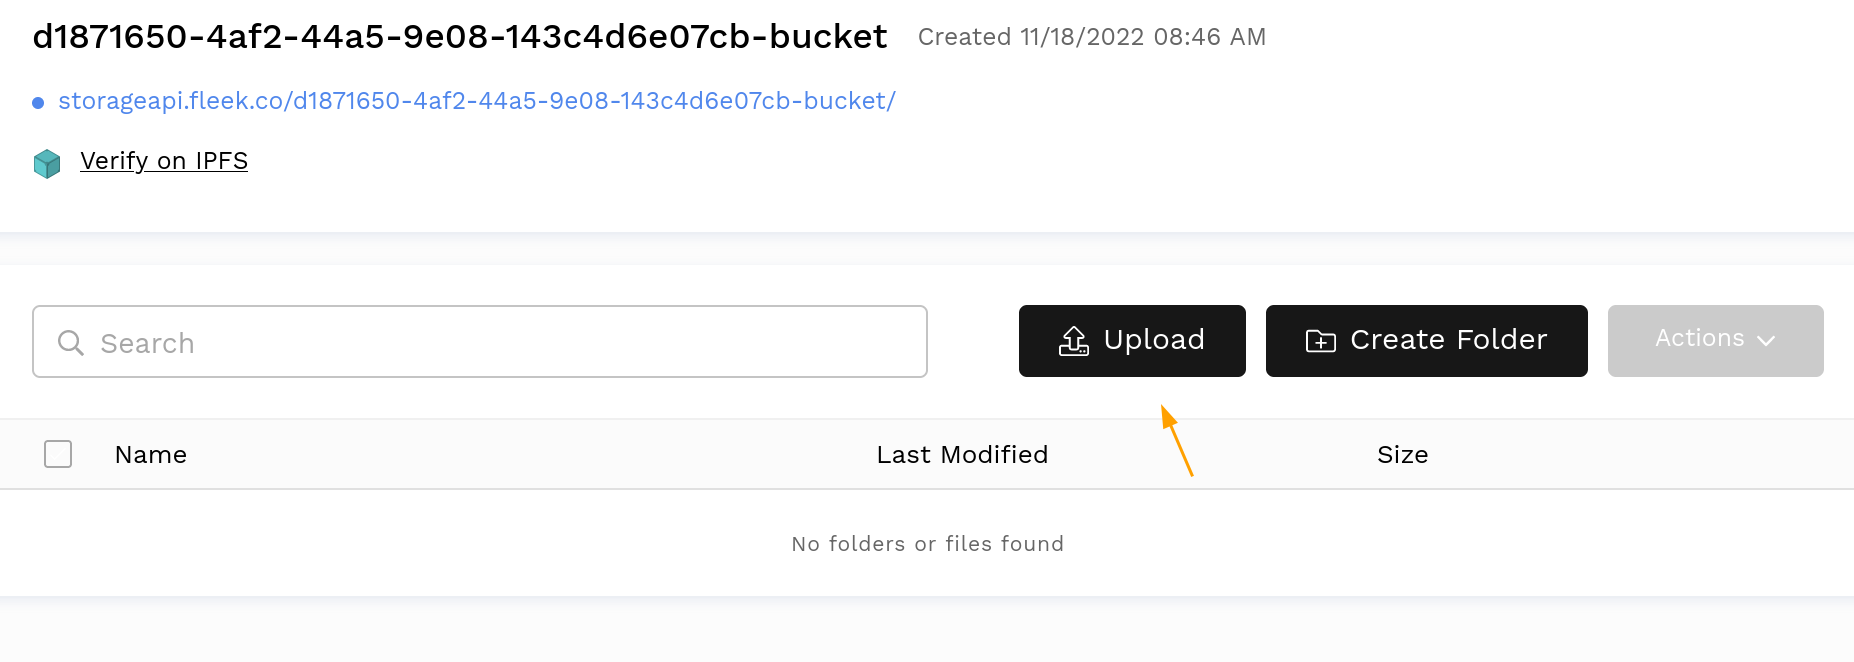 d1871650-4af2-44a5-9e08-143c4d6e07cb-bucket Created 11/18/2022 08:46 AM
storageapi.fleek.co/d1871650-4af2-44a5-9e08-143c4d6e07cb-bucket/
Verify on IPFS
Search Upload Create Folder Actions
Name Last Modified Size
No folders or files found